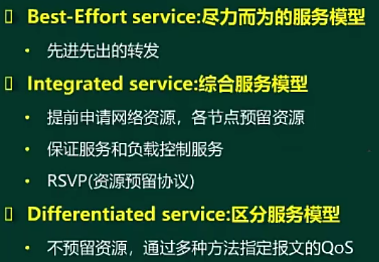 Best-Effort service:尽力而为的服务模型
• 先进先出的转发
Integrated service:综合服务模型
• 提前申请网络资源，各节点预留资源
• 保证服务和负载控制服务
• RSVP(资源预留协议)
Differentiated service:区分服务模型
• 不预留资源，通过多种方法指定报文的QoS